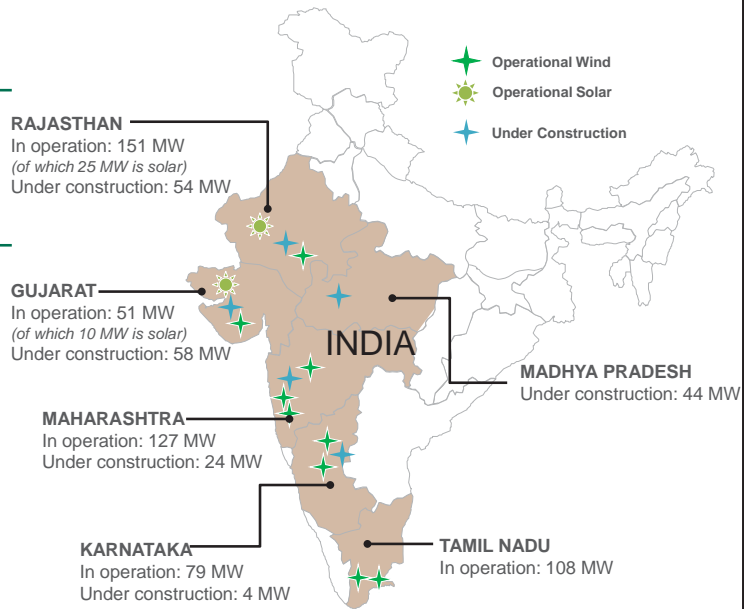 Operational Wind
Operational Solar
Under Construction
RAJASTHAN
In operation: 151 MW
(of which 25 MW is solar)
Under construction: 54 MW
GUJARAT
In operation: 51 MW
(of which 10 MW is solar)
Under construction: 58 MW
INDIA
MADHYA PRADESH
Under construction: 44 MW
MAHARASHTRA
In operation: 127 MW
Under construction: 24 MW
KARNATAKA
In operation: 79 MW
Under construction: 4 MW
TAMIL NADU
In operation: 108 MW